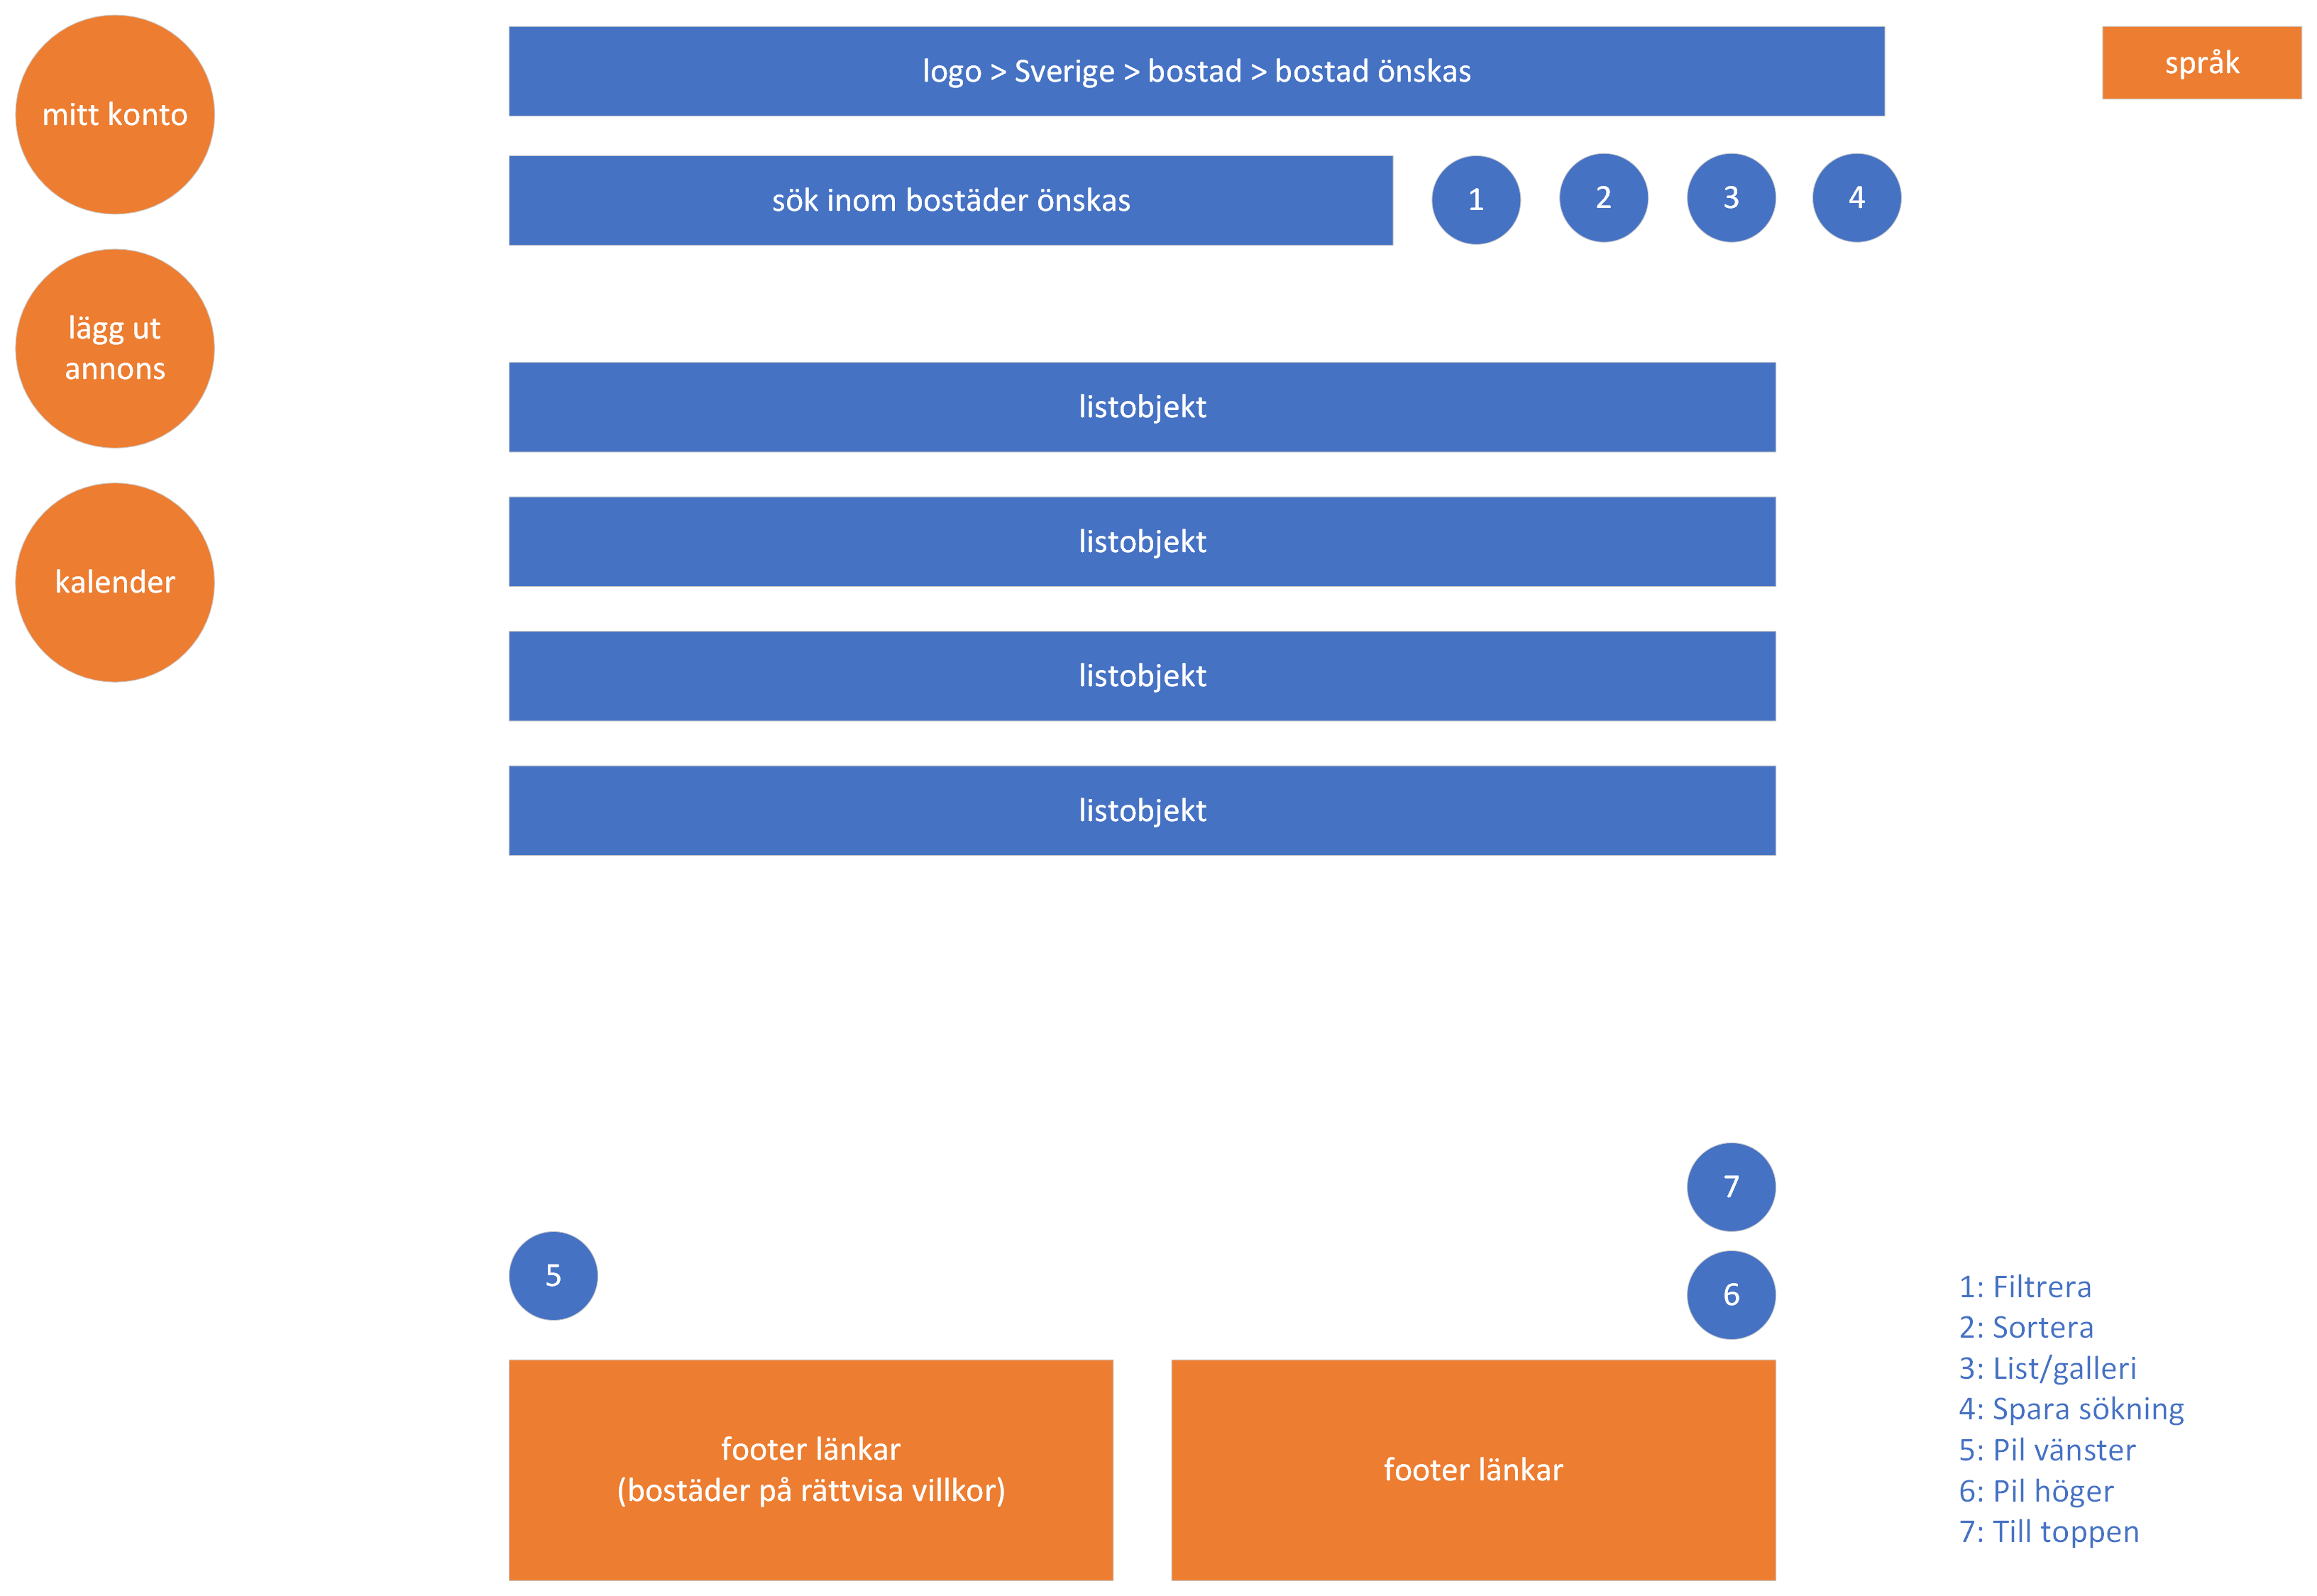 mitt konto
logo > Sverige > bostad > bostad önskas
språk
sök inom bostäder önskas
1
2
3
4
lägg ut
annons
listobjekt
kalender
listobjekt
listobjekt
listobjekt
7
5
6
footer länkar
(bostäder på rättvisa villkor)
footer länkar
1: Filtrera
2: Sortera
3: List/galleri
4: Spara sökning
5: Pil vänster
6: Pil höger
7: Till toppen